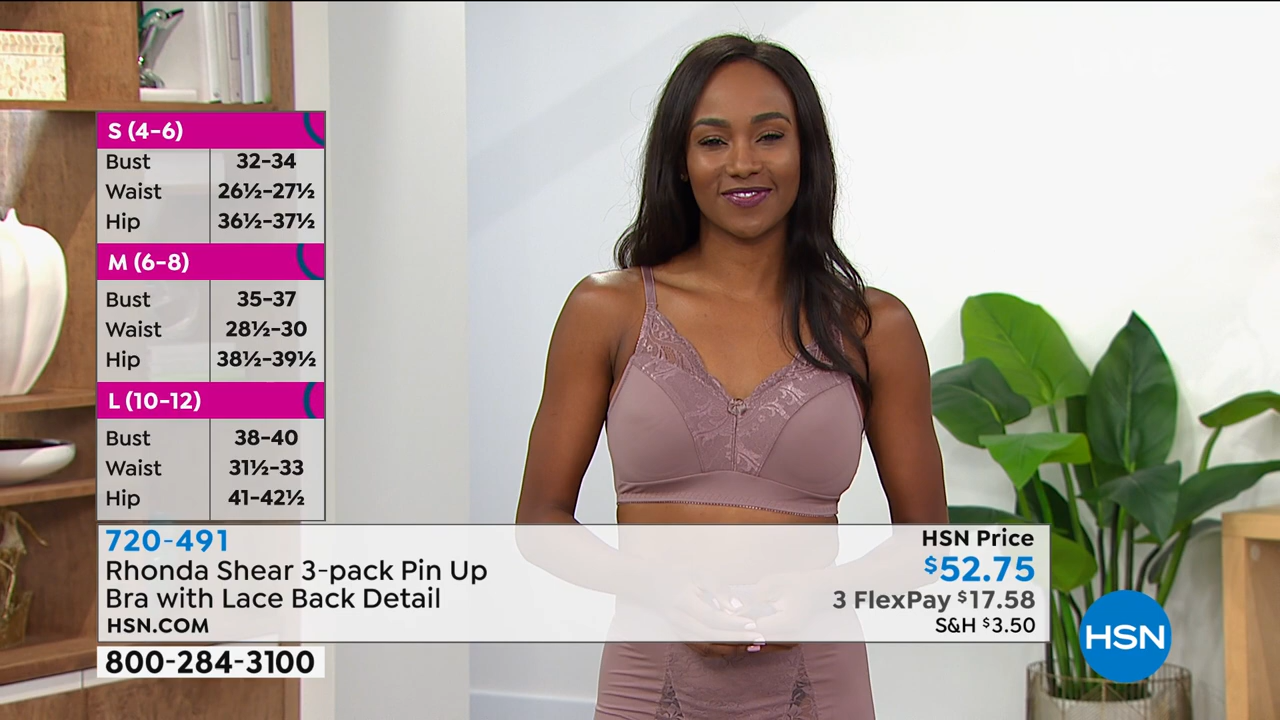 S (4-6)
Bust 32-34
Waist 26½-27½
Hip 36½-37½
M (6-8)
Bust 35-37
Waist 28½-30
Hip 38½-39½
L (10-12)
Bust 38-40
Waist 31½-33
Hip 41-42½
720-491
Rhonda Shear 3-pack Pin Up
Bra with Lace Back Detail
HSN.COM
800-284-3100
HSN Price
$52.75
3 FlexPay $17.58
S&H $3.50
HSN
LIVE